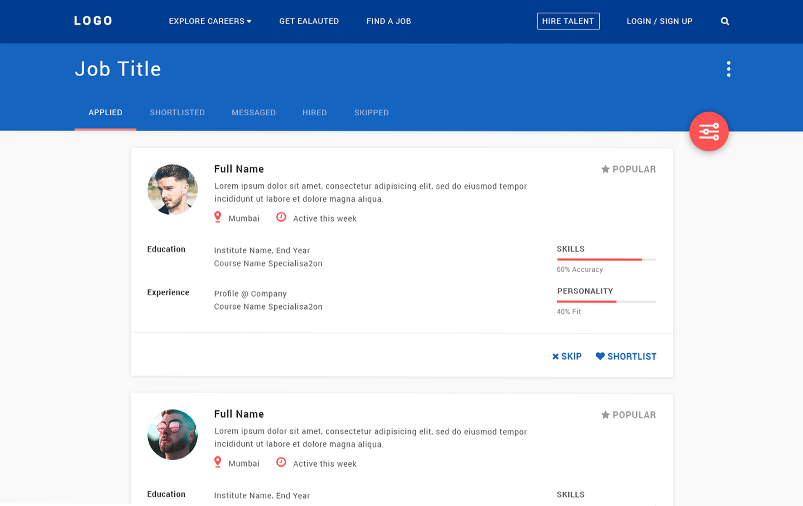 LOGO
EXPLORE CAREERS
GET EALAUTED
FIND A JOB
HIRE TALENT
LOGIN / SIGN UP
Job Title
APPLIED
SHORTLISTED
MESSAGED
HIRED
SKIPPED
Full Name
POPULAR
Lorem ipsum dolor sit amet, consectetur adipisicing elit, sed do eiusmod tempor
incididunt ut labore et dalore magna aliqua.
Mumbai
Active this week
Education
Institute Name, End Year
Course Name Specialisa2on
SKILLS
60% Accuracy
Experience
Profile @ Company
Course Name Specialisa2on
PERSONALITY
40% Fit
SKIP
SHORTLIST
Full Name
POPULAR
Lorem ipsum dolor sit amet, consectetur adipisicing elit, sed do eiusmod tempor
incididunt ut labore et dalore magna aliqua.
Mumbai
Active this week
Education
Institute Name, End Year
SKILLS